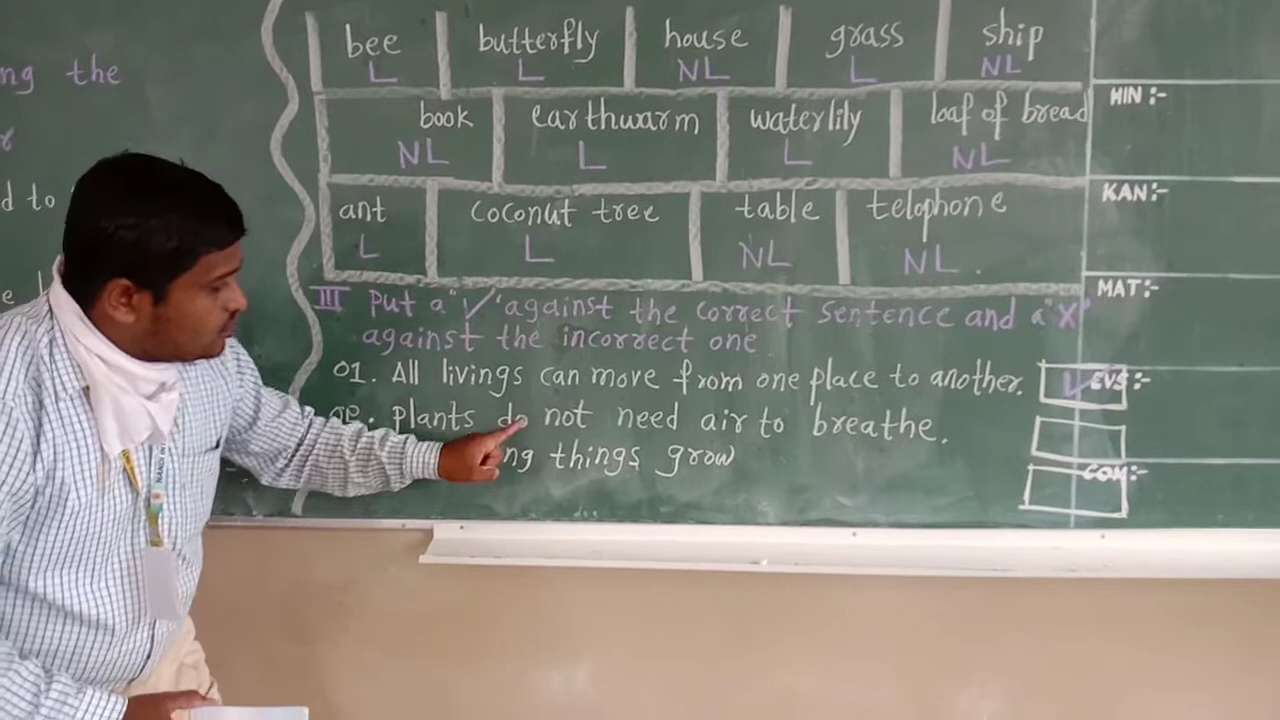 ng the
d to
bee butterfly house grass ship
L L NL L NL
book earthwarm waterlily loaf of bread
NL L L NL
ant coconut tree table telophone
L L NL NL.
III Put a "✓" against the correct sentence and a "X"
against the incorrect one
01. All livings can move from one place to another.
plants do not need air to breathe.
ng things grow
HIN :-
KAN:-
MAT:-
✓ EVS:-
COM:-